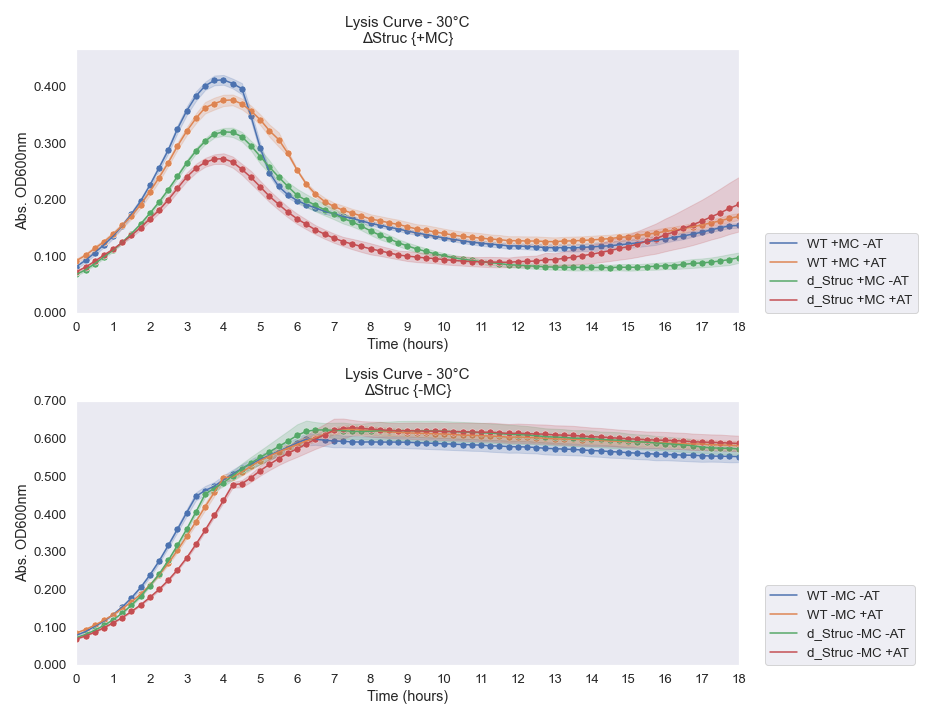 Lysis Curve - 30°C
ΔStruc {+MC}
0.400
0.300
0.200
0.100
0.000
Abs. OD600nm
0 1 2 3 4 5 6 7 8 9 10 11 12 13 14 15 16 17 18
Time (hours)
WT +MC -AT
WT +MC +AT
d_Struc +MC -AT
d_Struc +MC +AT
Lysis Curve - 30°C
ΔStruc {-MC}
0.700
0.600
0.500
0.400
0.300
0.200
0.100
0.000
Abs. OD600nm
0 1 2 3 4 5 6 7 8 9 10 11 12 13 14 15 16 17 18
Time (hours)
WT -MC -AT
WT -MC +AT
d_Struc -MC -AT
d_Struc -MC +AT